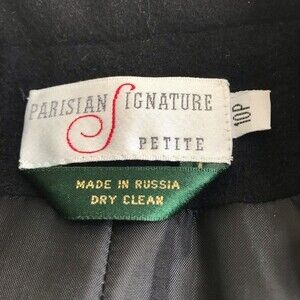 PARISIAN SIGNATURE
PETITE
10P
MADE IN RUSSIA
DRY CLEAN